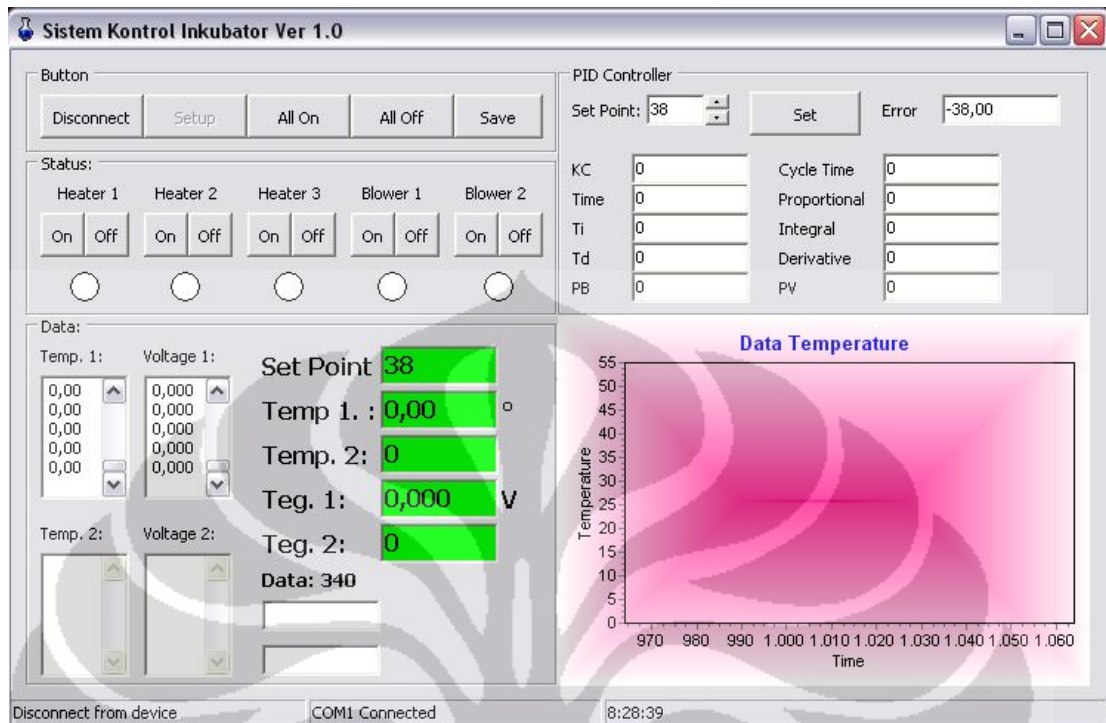 Sistem Kontrol Inkubator Ver 1.0
Button
Disconnect Setup All On All Off Save
Status:
Heater 1 Heater 2 Heater 3 Blower 1 Blower 2
On Off On Off On Off On Off On Off
PID Controller
Set Point: 38 Set Error -38,00
KC 0 Cycle Time 0
Time 0 Proportional 0
Ti 0 Integral 0
Td 0 Derivative 0
PB 0 PV 0
Data:
Temp. 1: Voltage 1:
0,00 0,000
0,00 0,000
0,00 0,000
0,00 0,000
0,00 0,000
Temp. 2: Voltage 2:
Set Point 38
Temp 1. : 0,00 °
Temp. 2: 0
Teg. 1: 0,000 V
Teg. 2: 0
Data: 340
Data Temperature
Temperature
55
50
45
40
35
30
25
20
15
10
5
0
970 980 990 1.000 1.010 1.020 1.030 1.040 1.050 1.060
Time
Disconnect from device COM1 Connected 8:28:39